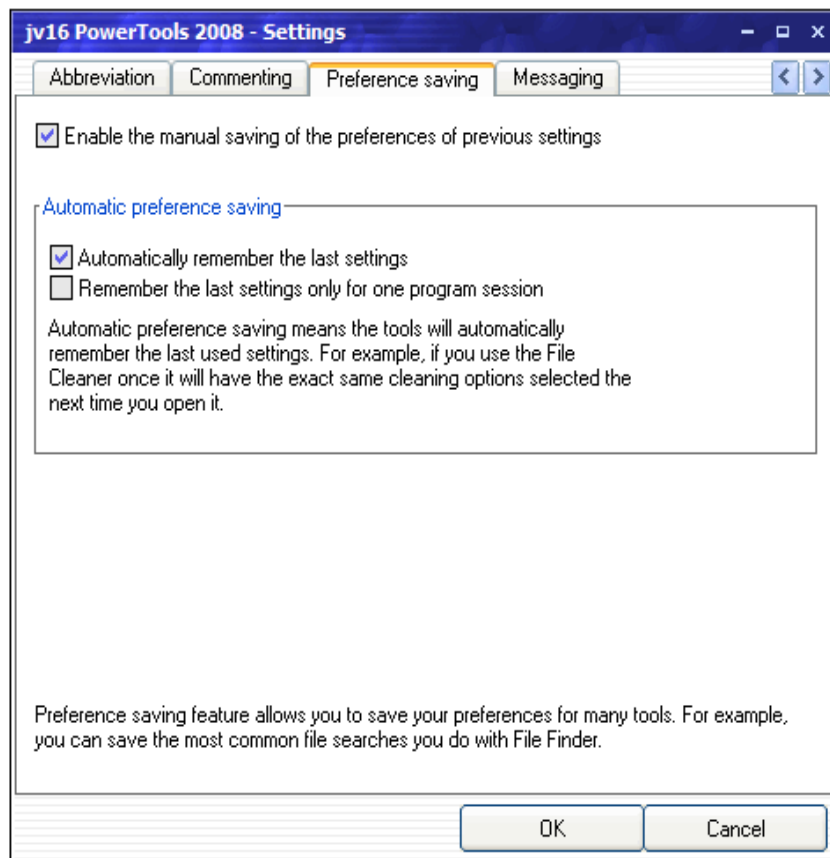 jv16 PowerTools 2008 - Settings
Abbreviation Commenting Preference saving Messaging
Enable the manual saving of the preferences of previous settings
Automatic preference saving
Automatically remember the last settings
Remember the last settings only for one program session
Automatic preference saving means the tools will automatically
remember the last used settings. For example, if you use the File
Cleaner once it will have the exact same cleaning options selected the
next time you open it.
Preference saving feature allows you to save your preferences for many tools. For example,
you can save the most common file searches you do with File Finder.
OK Cancel